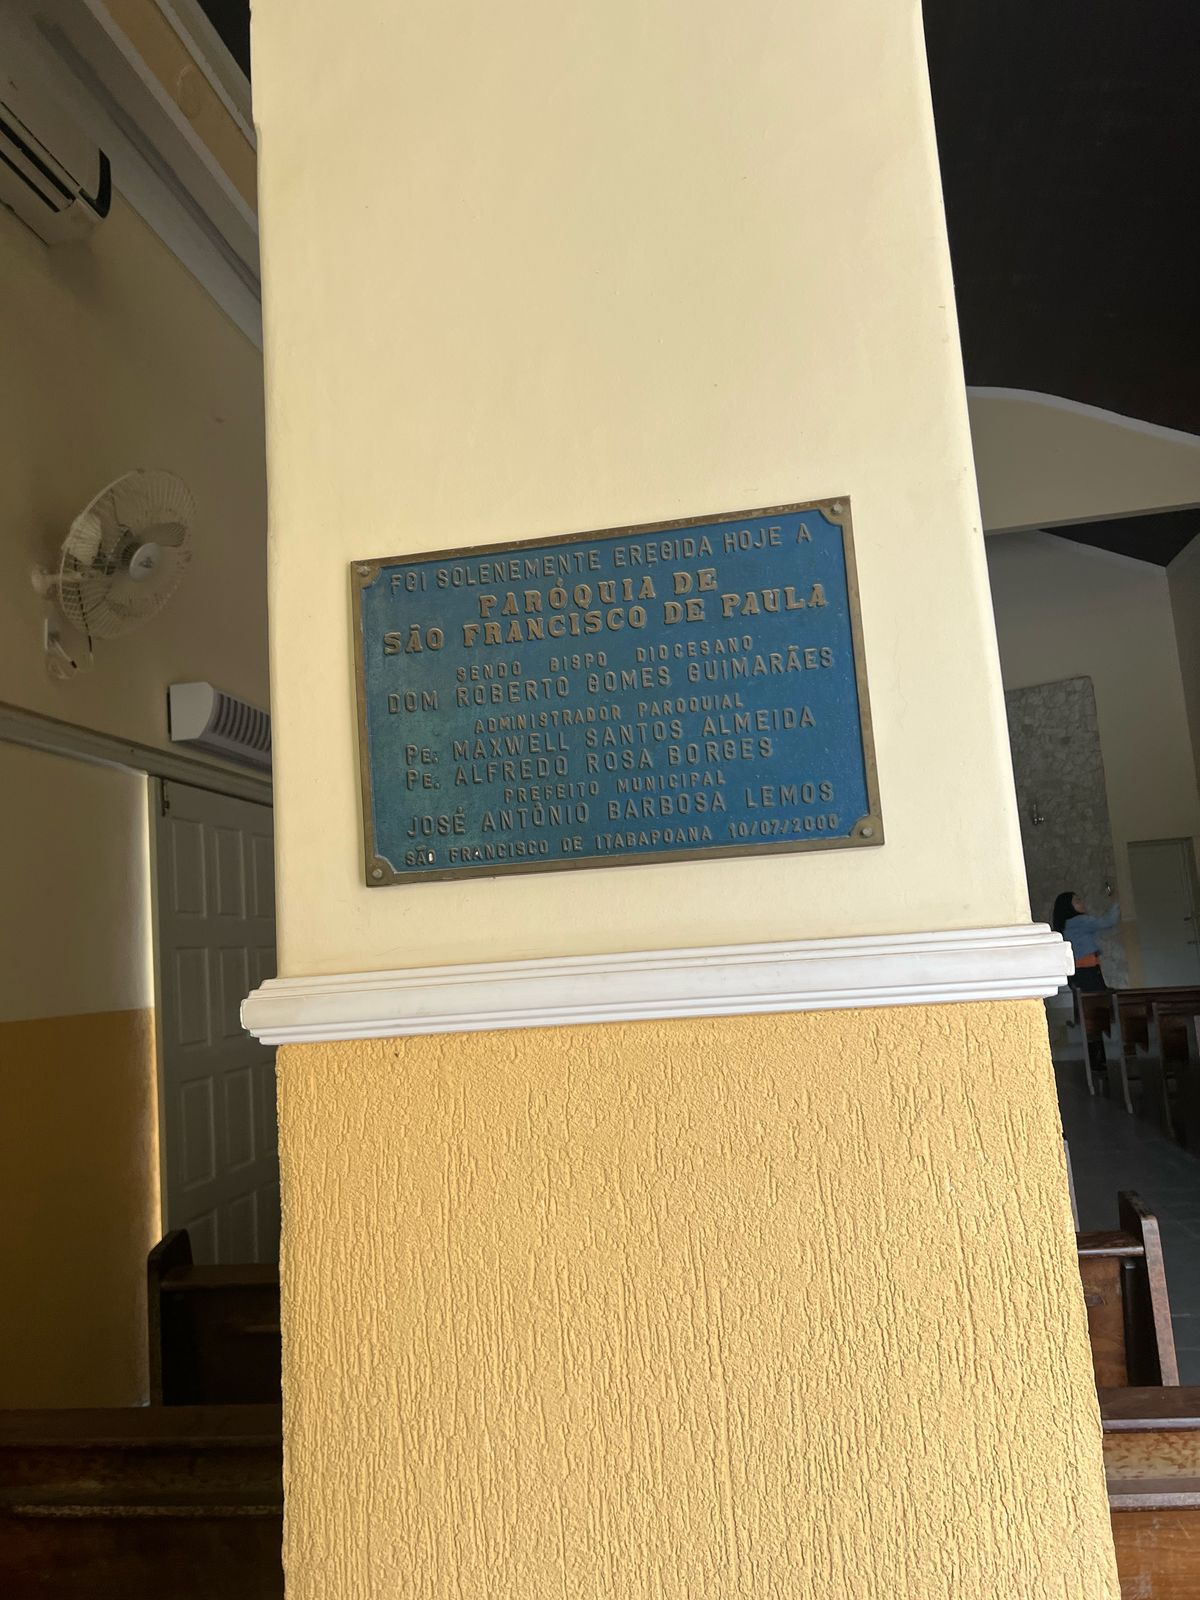 FOI SOLENEMENTE EREGIDA HOJE A
PARÓQUIA DE
SÃO FRANCISCO DE PAULA
SENDO BISPO DIOCESANO
DOM ROBERTO GOMES GUIMARÃES
ADMINISTRADOR PAROQUIAL
PE. MAXWELL SANTOS ALMEIDA
PE. ALFREDO ROSA BORGES
PREFEITO MUNICIPAL
JOSÉ ANTÔNIO BARBOSA LEMOS
SÃO FRANCISCO DE ITABAPOANA 10/07/2000